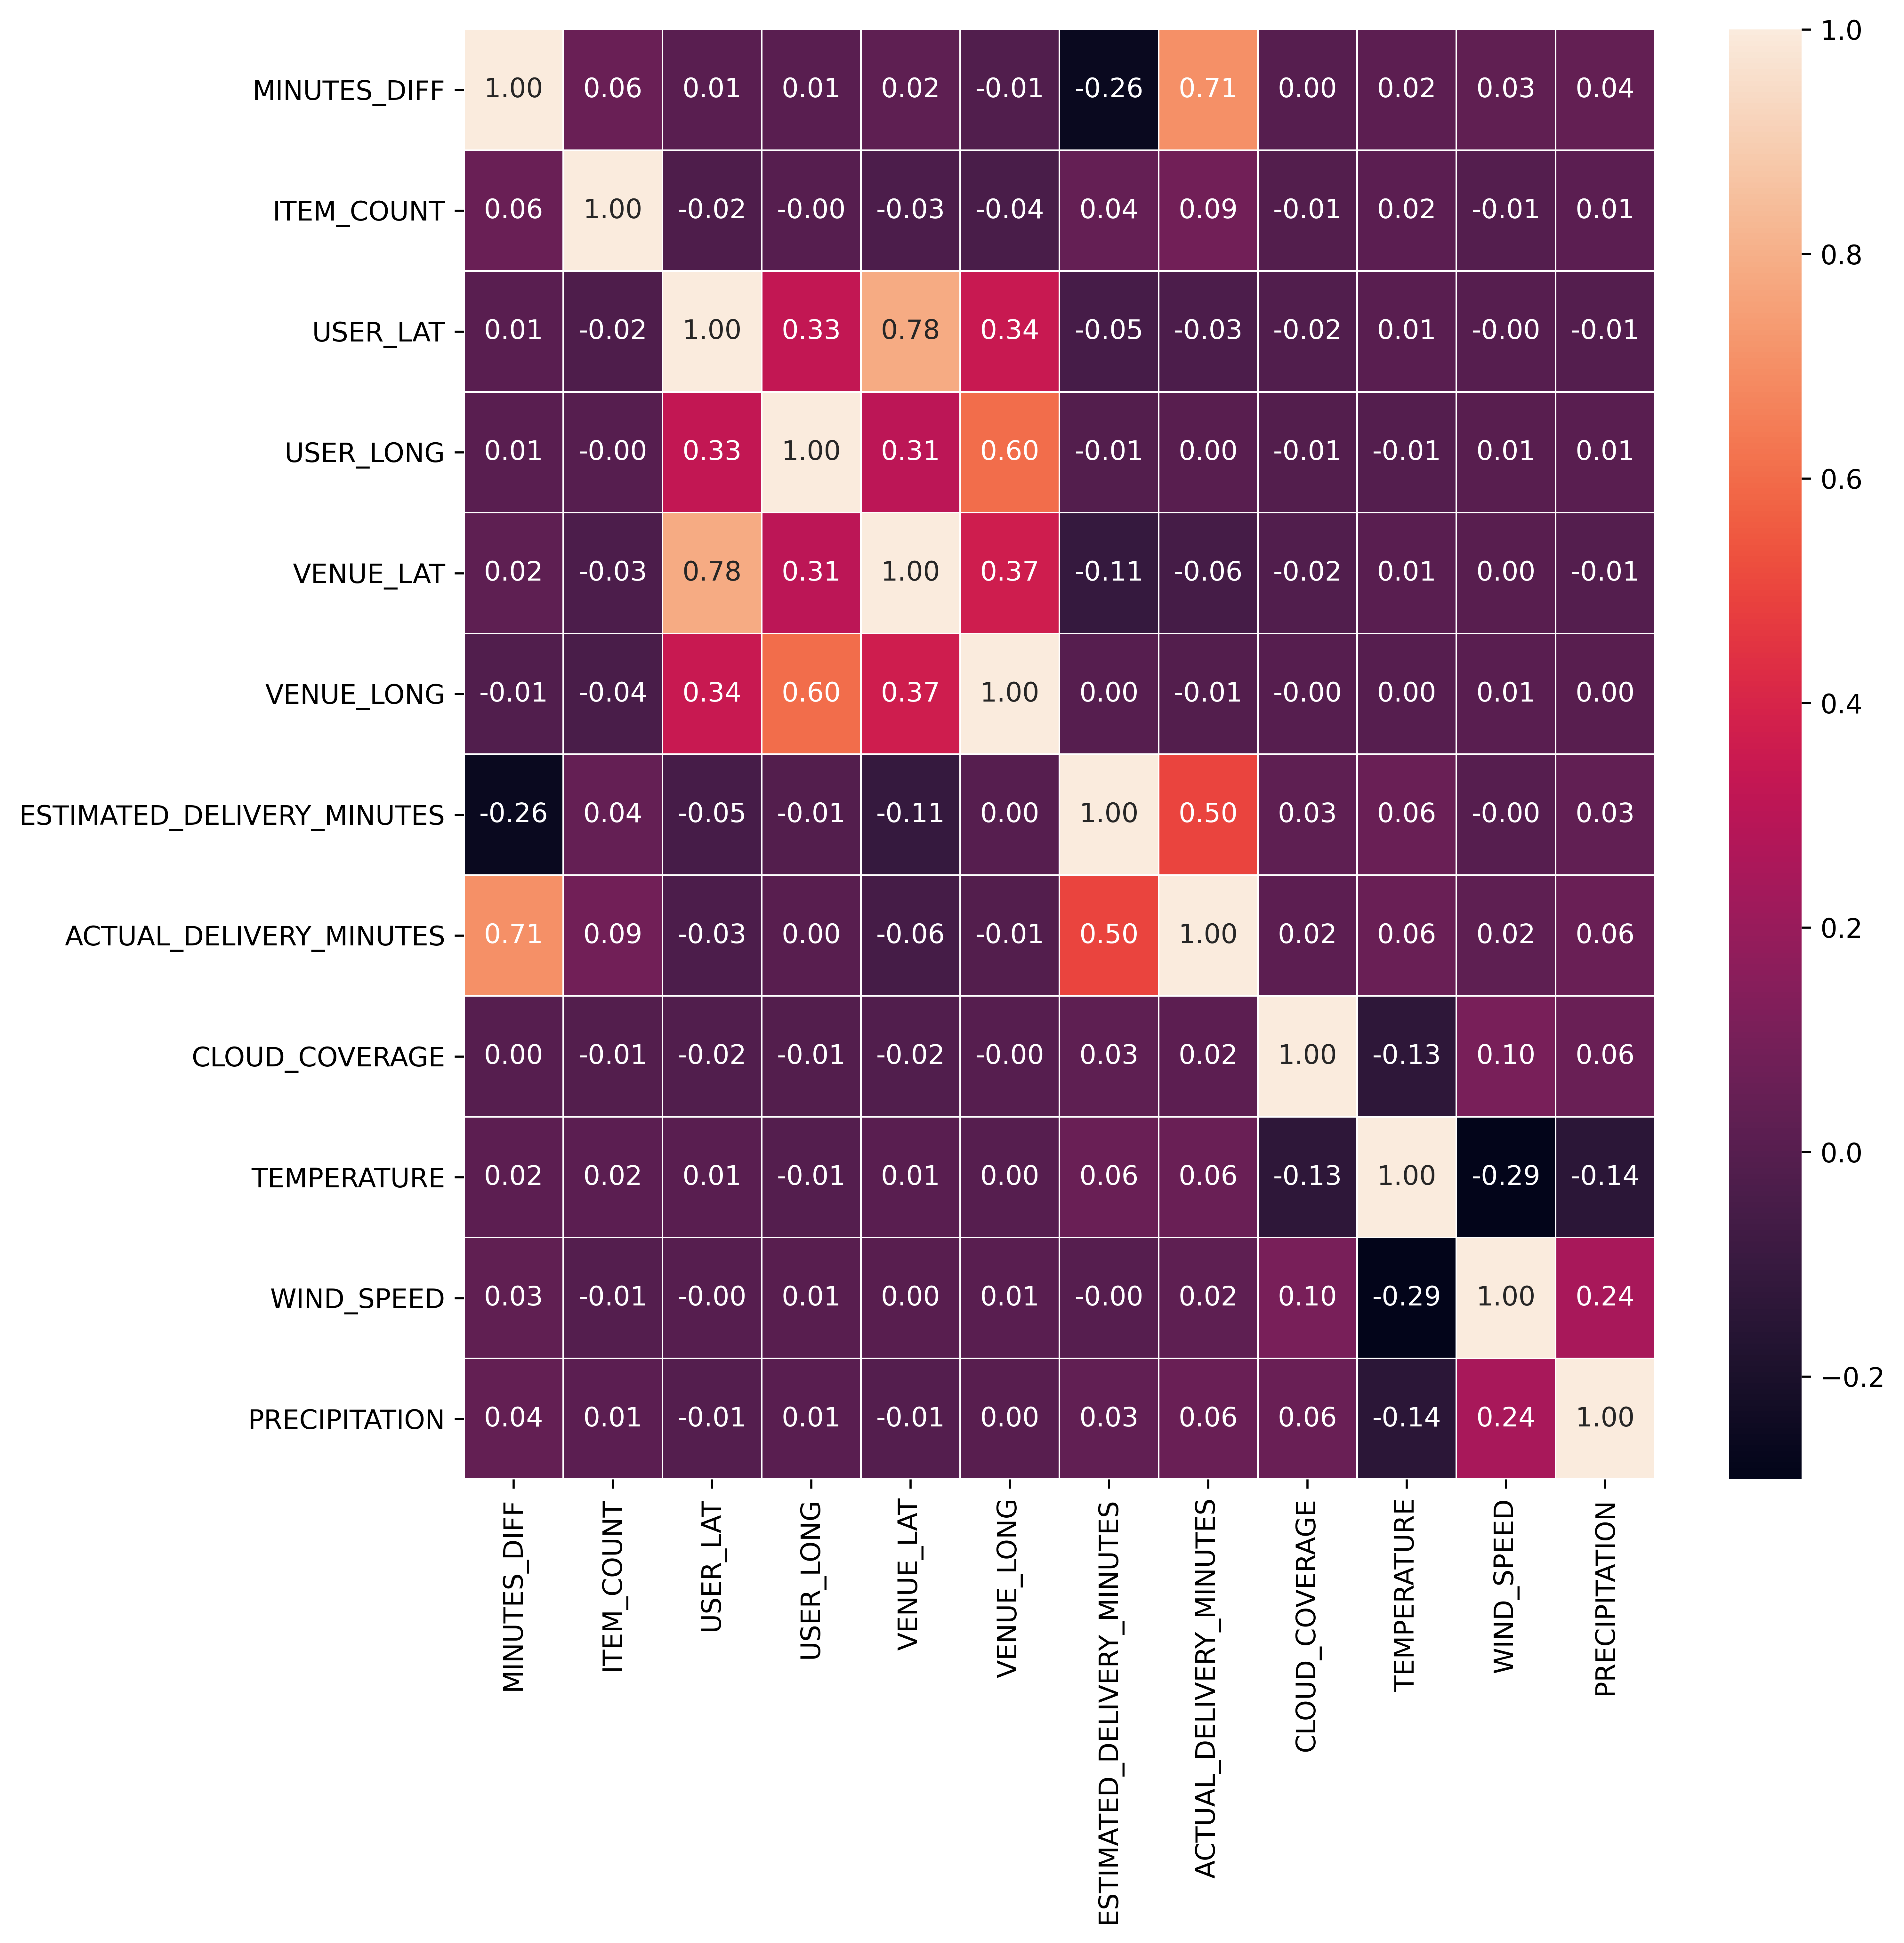 MINUTES_DIFF 1.00 0.06 0.01 0.01 0.02 -0.01 -0.26 0.71 0.00 0.02 0.03 0.04
ITEM_COUNT 0.06 1.00 -0.02 -0.00 -0.03 -0.04 0.04 0.09 -0.01 0.02 -0.01 0.01
USER_LAT 0.01 -0.02 1.00 0.33 0.78 0.34 -0.05 -0.03 -0.02 0.01 -0.00 -0.01
USER_LONG 0.01 -0.00 0.33 1.00 0.31 0.60 -0.01 0.00 -0.01 -0.01 0.01 0.01
VENUE_LAT 0.02 -0.03 0.78 0.31 1.00 0.37 -0.11 -0.06 -0.02 0.01 0.00 -0.01
VENUE_LONG -0.01 -0.04 0.34 0.60 0.37 1.00 0.00 -0.01 -0.00 0.00 0.01 0.00
ESTIMATED_DELIVERY_MINUTES -0.26 0.04 -0.05 -0.01 -0.11 0.00 1.00 0.50 0.03 0.06 -0.00 0.03
ACTUAL_DELIVERY_MINUTES 0.71 0.09 -0.03 0.00 -0.06 -0.01 0.50 1.00 0.02 0.06 0.02 0.06
CLOUD_COVERAGE 0.00 -0.01 -0.02 -0.01 -0.02 -0.00 0.03 0.02 1.00 -0.13 0.10 0.06
TEMPERATURE 0.02 0.02 0.01 -0.01 0.01 0.00 0.06 0.06 -0.13 1.00 -0.29 -0.14
WIND_SPEED 0.03 -0.01 -0.00 0.01 0.00 0.01 -0.00 0.02 0.10 -0.29 1.00 0.24
PRECIPITATION 0.04 0.01 -0.01 0.01 -0.01 0.00 0.03 0.06 0.06 -0.14 0.24 1.00
MINUTES_DIFF
ITEM_COUNT
USER_LAT
USER_LONG
VENUE_LAT
VENUE_LONG
ESTIMATED_DELIVERY_MINUTES
ACTUAL_DELIVERY_MINUTES
CLOUD_COVERAGE
TEMPERATURE
WIND_SPEED
PRECIPITATION
1.0
0.8
0.6
0.4
0.2
0.0
−0.2